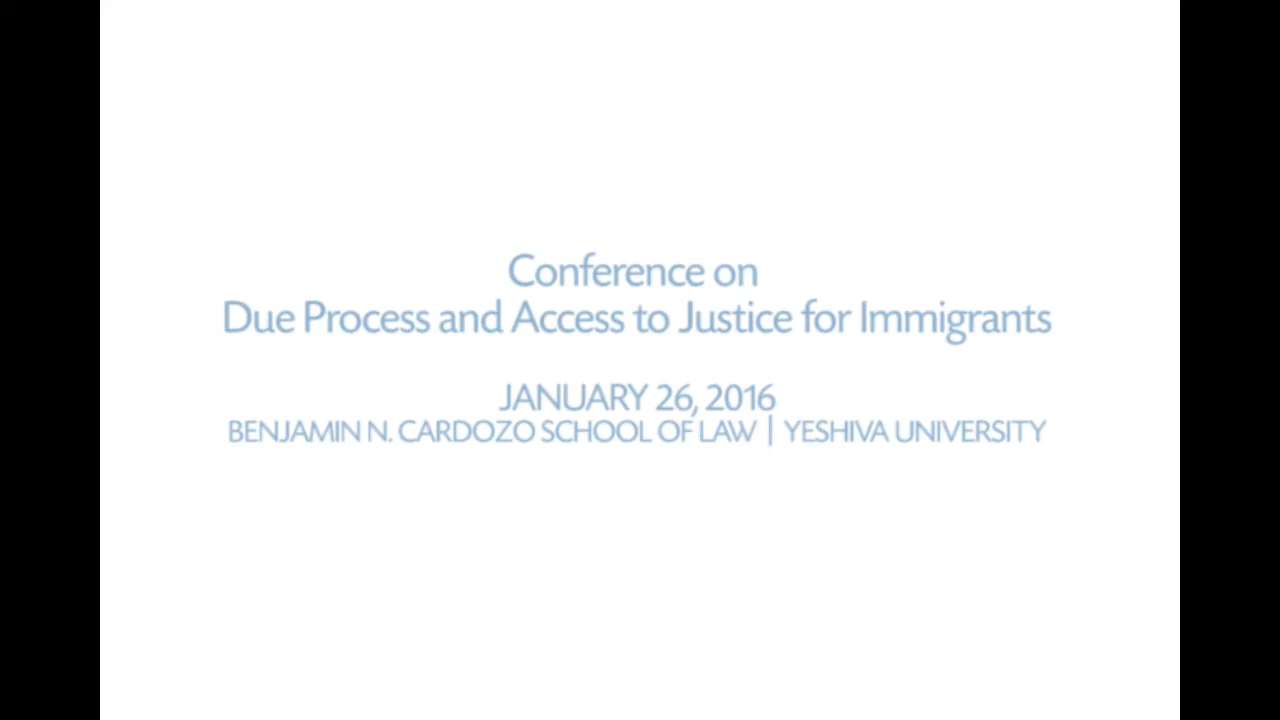 Conference on
Due Process and Access to Justice for Immigrants
JANUARY 26, 2016
BENJAMIN N. CARDOZO SCHOOL OF LAW | YESHIVA UNIVERSITY